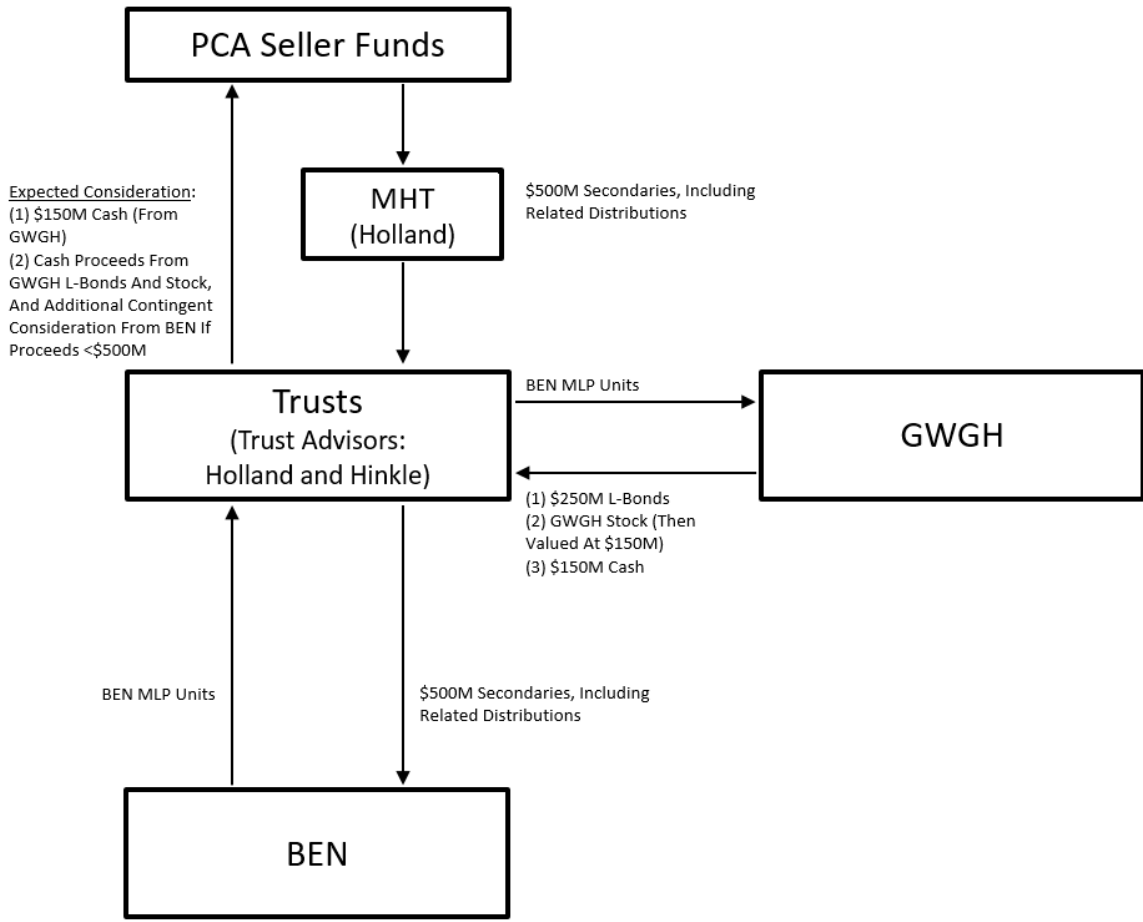 PCA Seller Funds
Expected Consideration:
(1) $150M Cash (From
GWGH)
(2) Cash Proceeds From
GWGH L-Bonds And Stock,
And Additional Contingent
Consideration From BEN If
Proceeds <$500M
MHT
(Holland)
$500M Secondaries, Including
Related Distributions
Trusts
(Trust Advisors:
Holland and Hinkle)
BEN MLP Units
GWGH
(1) $250M L-Bonds
(2) GWGH Stock (Then
Valued At $150M)
(3) $150M Cash
BEN MLP Units
$500M Secondaries, Including
Related Distributions
BEN